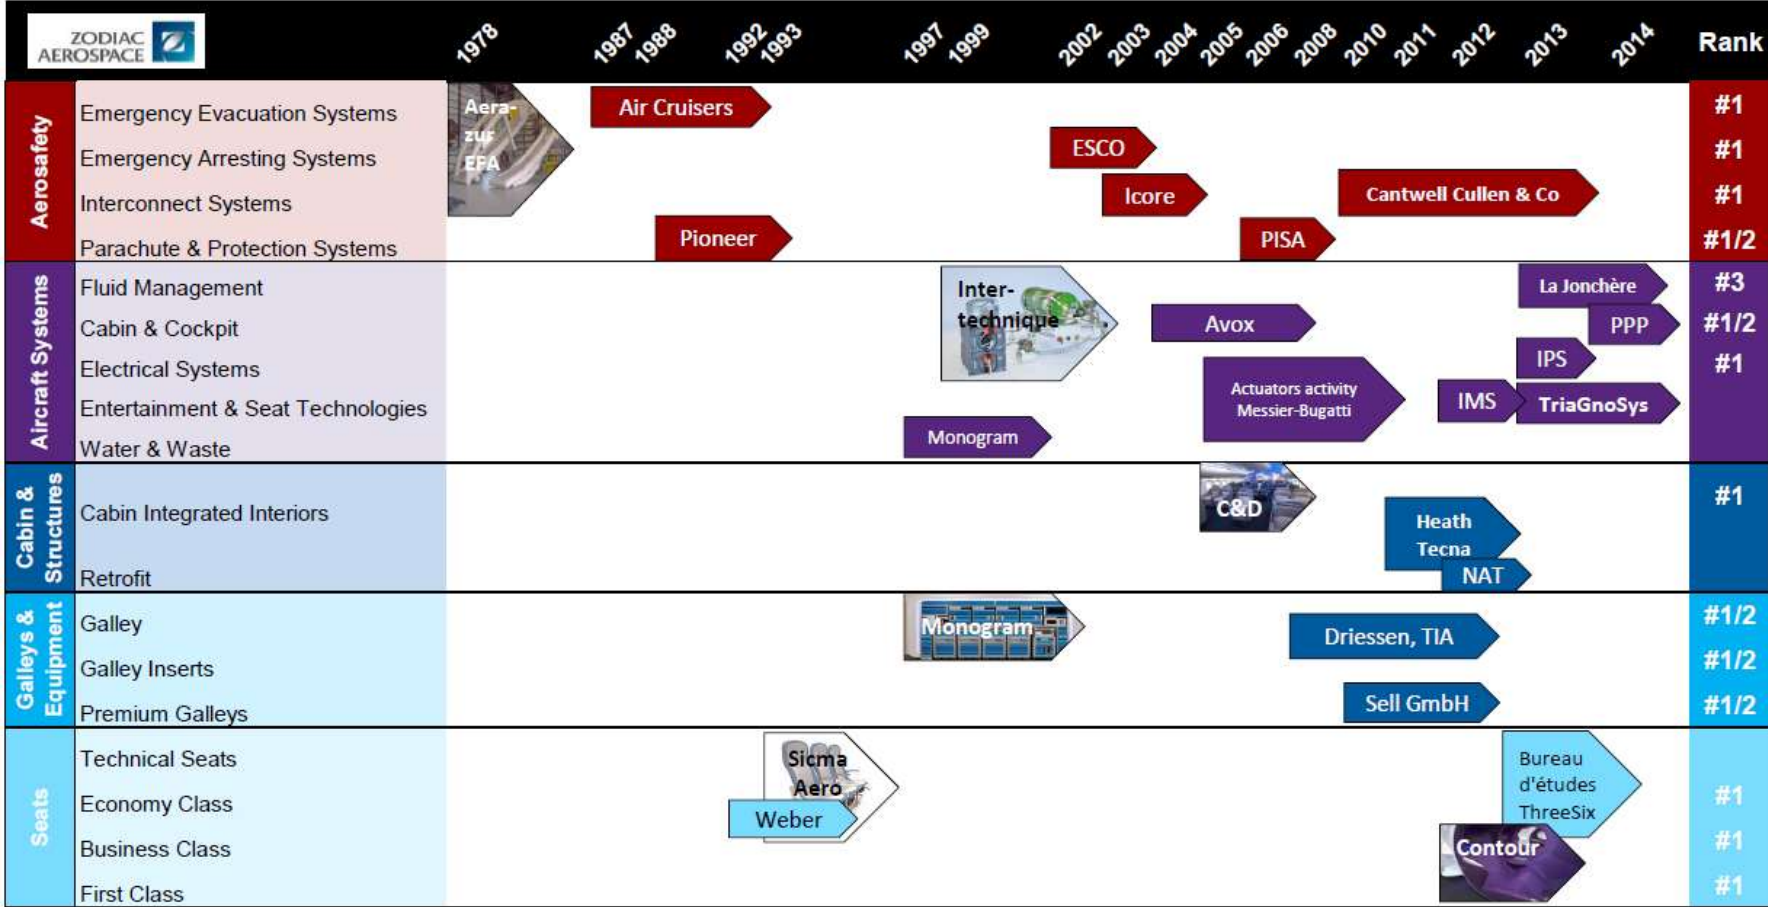 ZODIAC
AEROSPACE
1978
1987
1988
1992
1993
1997
1999
2002
2003
2004
2005
2006
2008
2010
2011
2012
2013
2014
Rank
Aerosafety
Emergency Evacuation Systems
Emergency Arresting Systems
Interconnect Systems
Parachute & Protection Systems
Aera-
zur
EFA
Air Cruisers
ESCO
Icore
Cantwell Cullen & Co
Pioneer
PISA
#1
#1
#1
#1/2
Aircraft Systems
Fluid Management
Cabin & Cockpit
Electrical Systems
Entertainment & Seat Technologies
Water & Waste
Inter-
technique
La Jonchère
Avox
PPP
IPS
Actuators activity
Messier-Bugatti
IMS
TriaGnoSys
Monogram
#3
#1/2
#1
Cabin &
Structures
Cabin Integrated Interiors
Retrofit
C&D
Heath
Tecna
NAT
#1
Galleys &
Equipment
Galley
Galley Inserts
Premium Galleys
Monogram
Driessen, TIA
Sell GmbH
#1/2
#1/2
#1/2
Seats
Technical Seats
Economy Class
Business Class
First Class
Sicma
Aero
Weber
Bureau
d'études
ThreeSix
Contour
#1
#1
#1